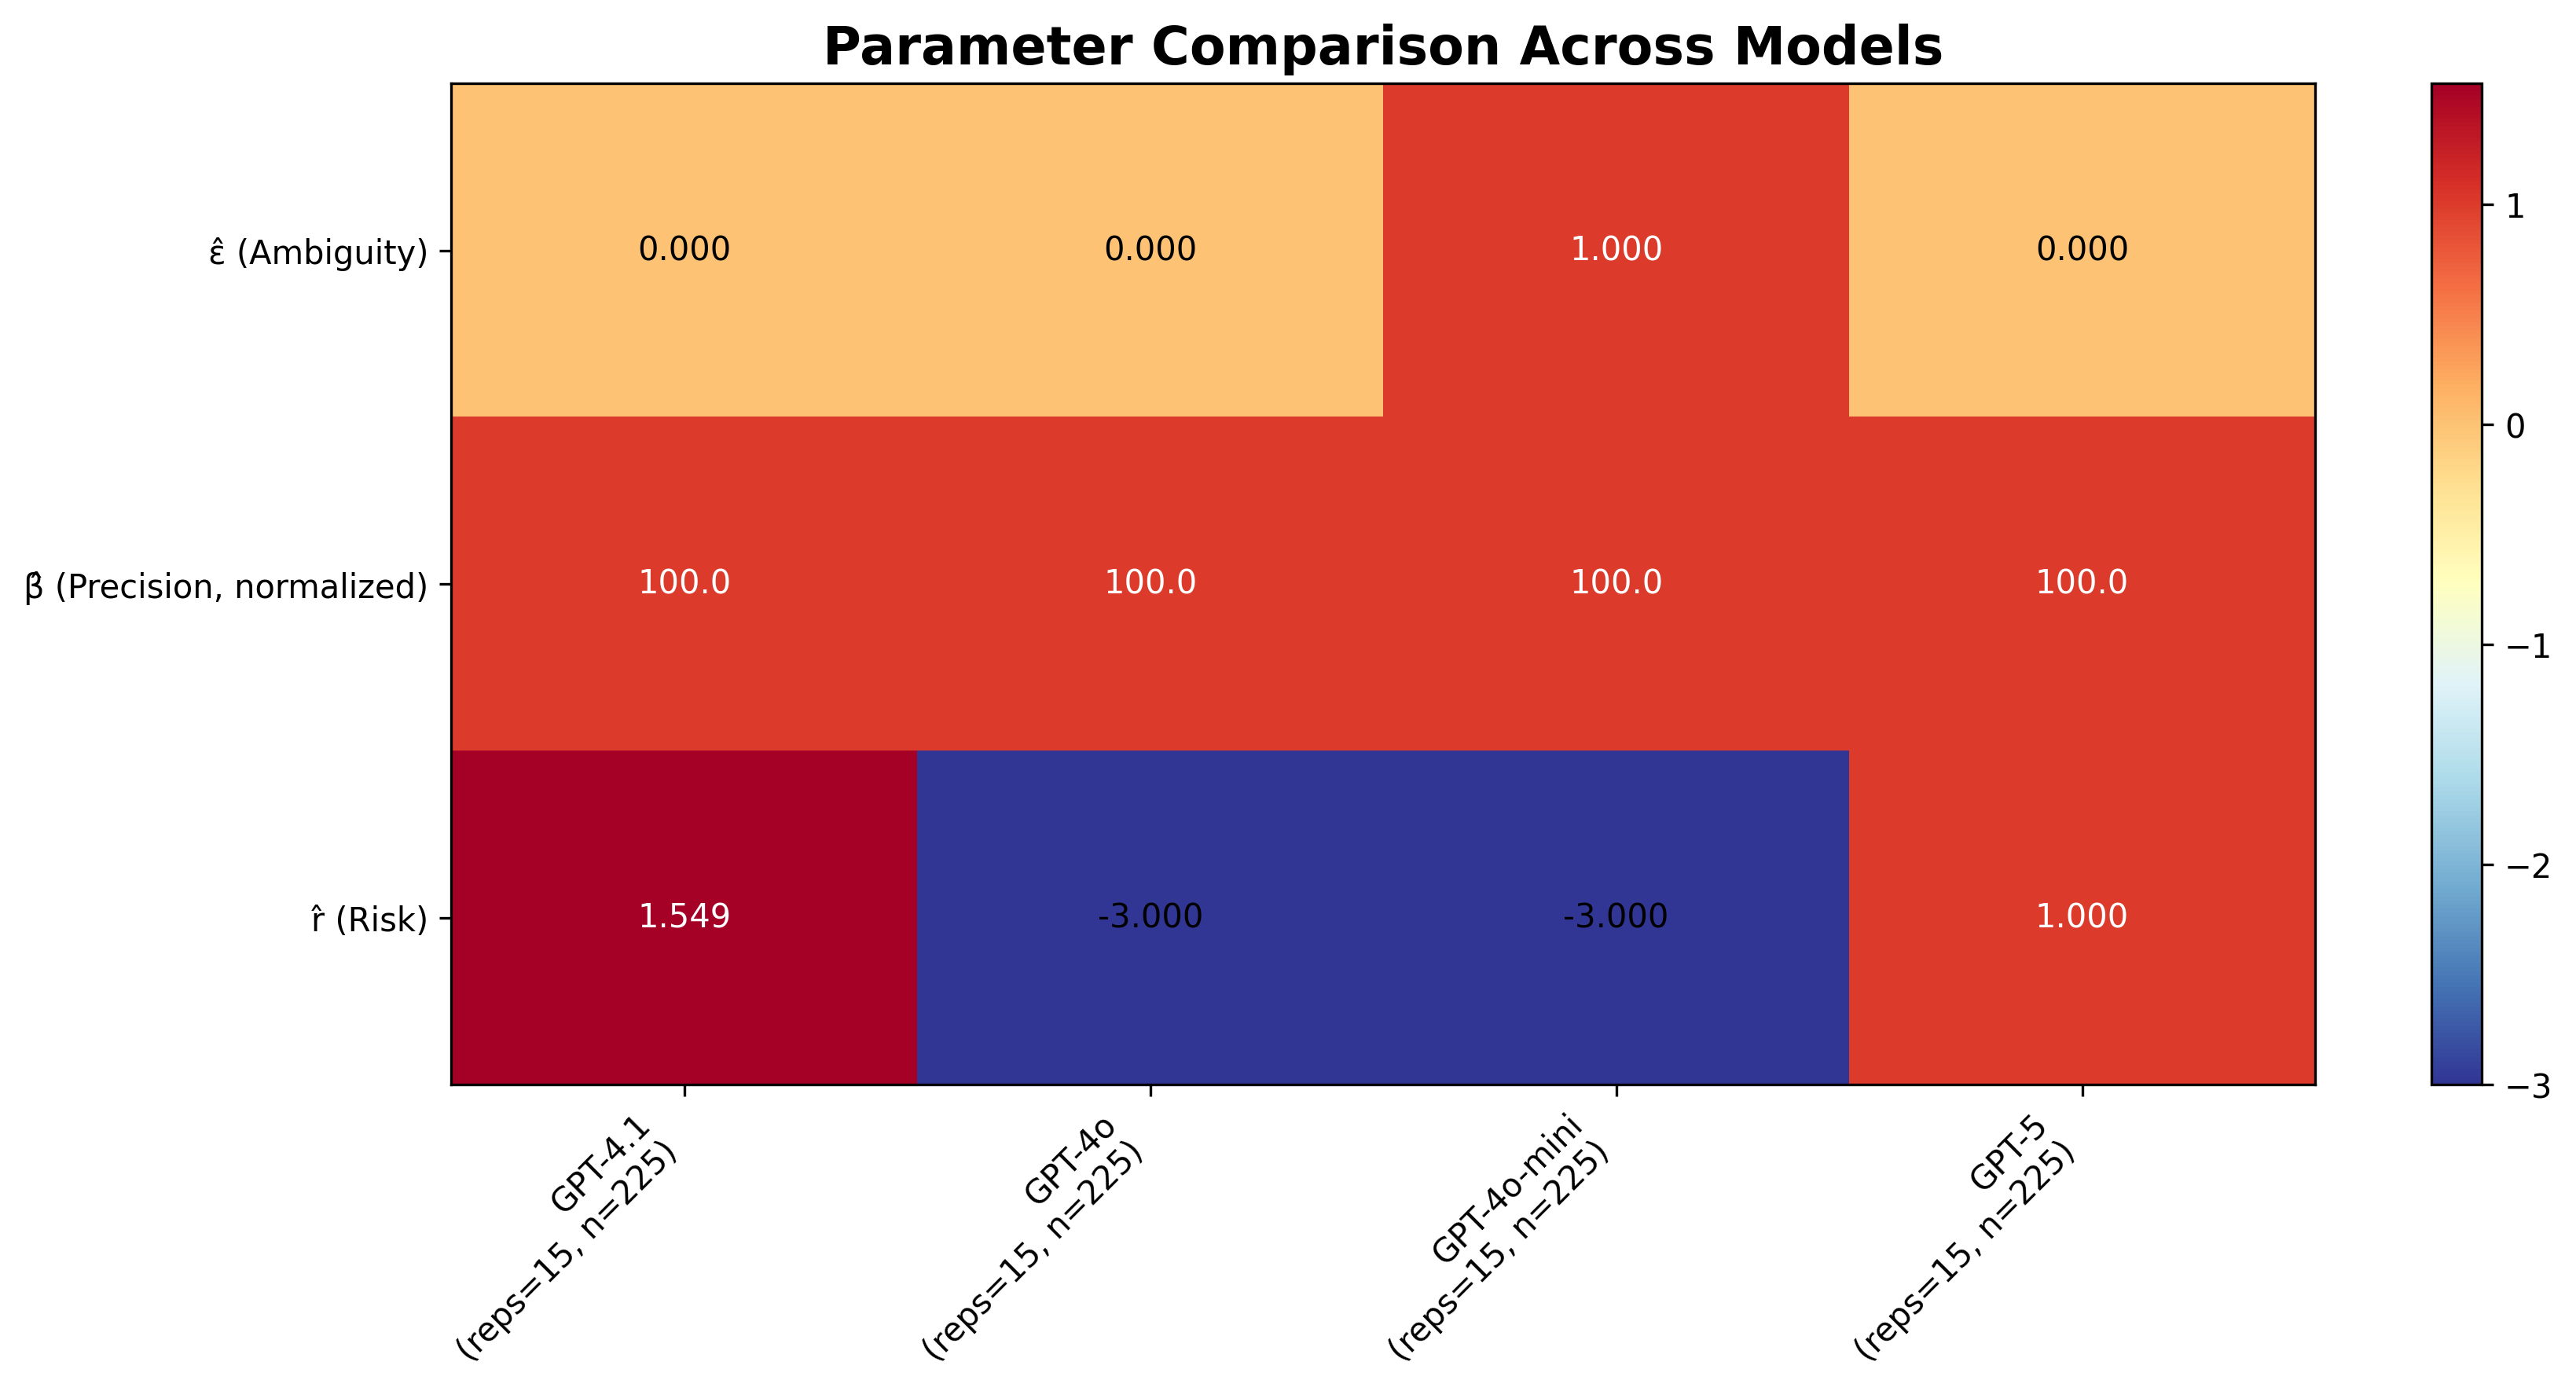 Parameter Comparison Across Models
ε̂ (Ambiguity)
0.000
0.000
1.000
0.000
1
0
β̂ (Precision, normalized)
100.0
100.0
100.0
100.0
−1
−2
r̂ (Risk)
1.549
-3.000
-3.000
1.000
−3
GPT-4.1
(reps=15, n=225)
GPT-4o
(reps=15, n=225)
GPT-4o-mini
(reps=15, n=225)
GPT-5
(reps=15, n=225)